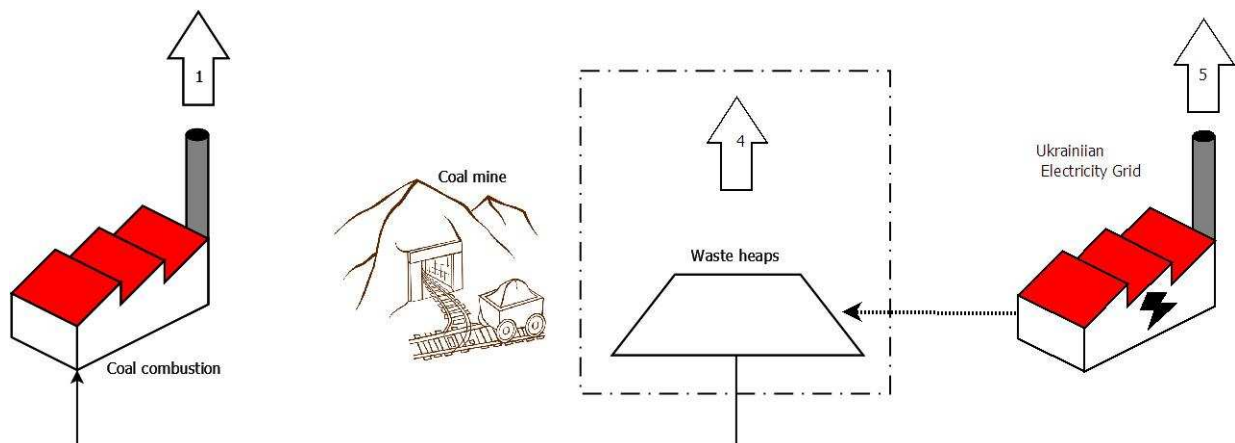 1
5
4
Ukrainiian
Electricity Grid
Coal mine
Waste heaps
Coal combustion